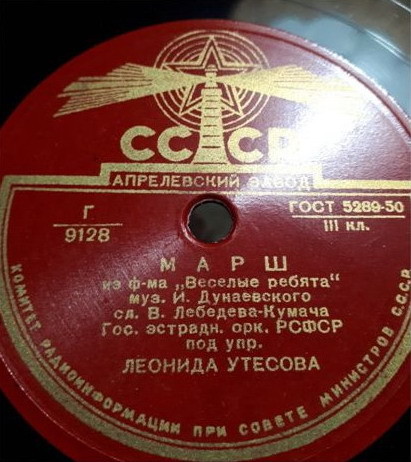 СССР
АПРЕЛЕВСКИЙ ЗАВОД
Г
9128
ГОСТ 5289-50
III кл.
МАРШ
из ф-ма „Веселые ребята“
муз. И. Дунаевского
сл. В. Лебедева-Кумача
Гос. эстрадн. орк. РСФСР
под упр.
ЛЕОНИДА УТЕСОВА
КОМИТЕТ РАДИОИНФОРМАЦИИ ПРИ СОВЕТЕ МИНИСТРОВ С.С.С.Р.